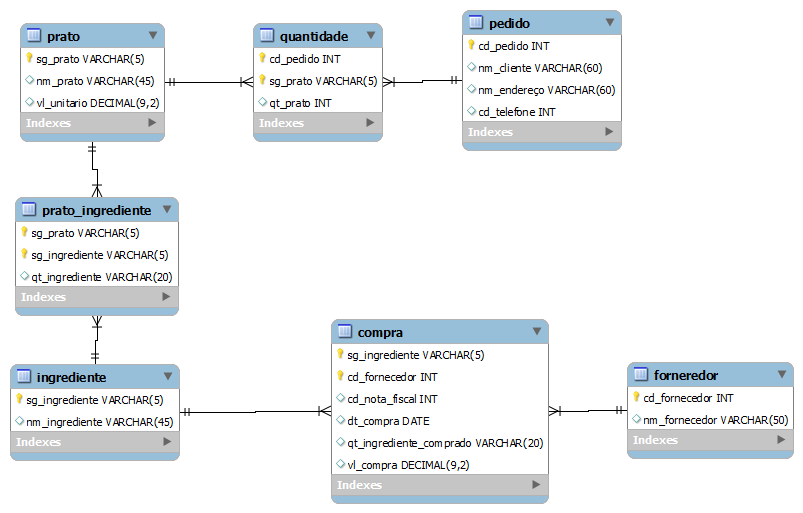 prato
sg_prato VARCHAR(5)
nm_prato VARCHAR(45)
vl_unitario DECIMAL(9,2)
Indexes
quantidade
cd_pedido INT
sg_prato VARCHAR(5)
qt_prato INT
Indexes
pedido
cd_pedido INT
nm_cliente VARCHAR(60)
nm_endereço VARCHAR(60)
cd_telefone INT
Indexes
prato_ingrediente
sg_prato VARCHAR(5)
sg_ingrediente VARCHAR(5)
qt_ingrediente VARCHAR(20)
Indexes
ingrediente
sg_ingrediente VARCHAR(5)
nm_ingrediente VARCHAR(45)
Indexes
compra
sg_ingrediente VARCHAR(5)
cd_fornecedor INT
cd_nota_fiscal INT
dt_compra DATE
qt_ingrediente_comprado VARCHAR(20)
vl_compra DECIMAL(9,2)
Indexes
forneredor
cd_fornecedor INT
nm_fornecedor VARCHAR(50)
Indexes